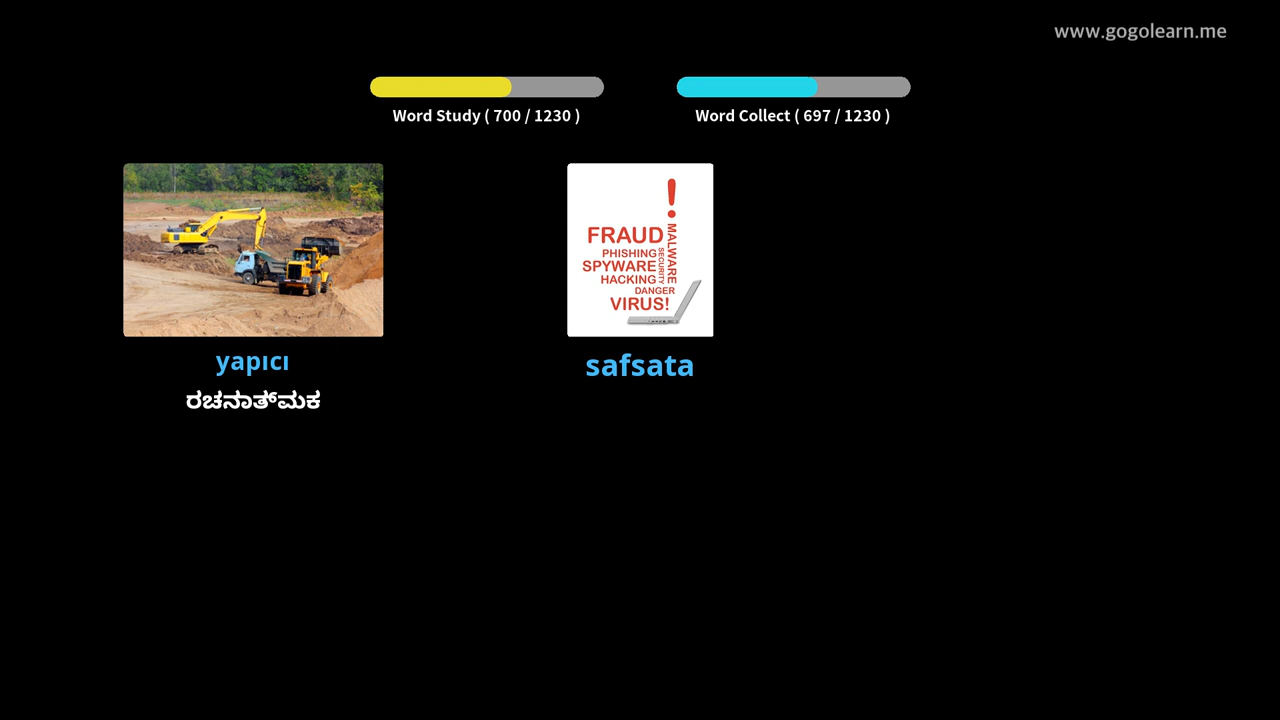 www.gogolearn.me
Word Study ( 700 / 1230 )
Word Collect ( 697 / 1230 )
!
FRAUD
PHISHING
SPYWARE
HACKING
DANGER
VIRUS!
MALWARE
SECURITY
yapıcı
ರಚನಾತ್ಮಕ
safsata